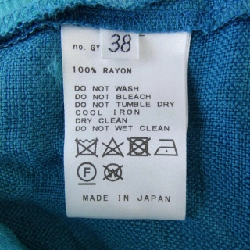 no. GT 38
100% RAYON
DO NOT WASH
DO NOT BLEACH
DO NOT TUMBLE DRY
COOL IRON
DRY CLEAN
DO NOT WET CLEAN
F W
MADE IN JAPAN